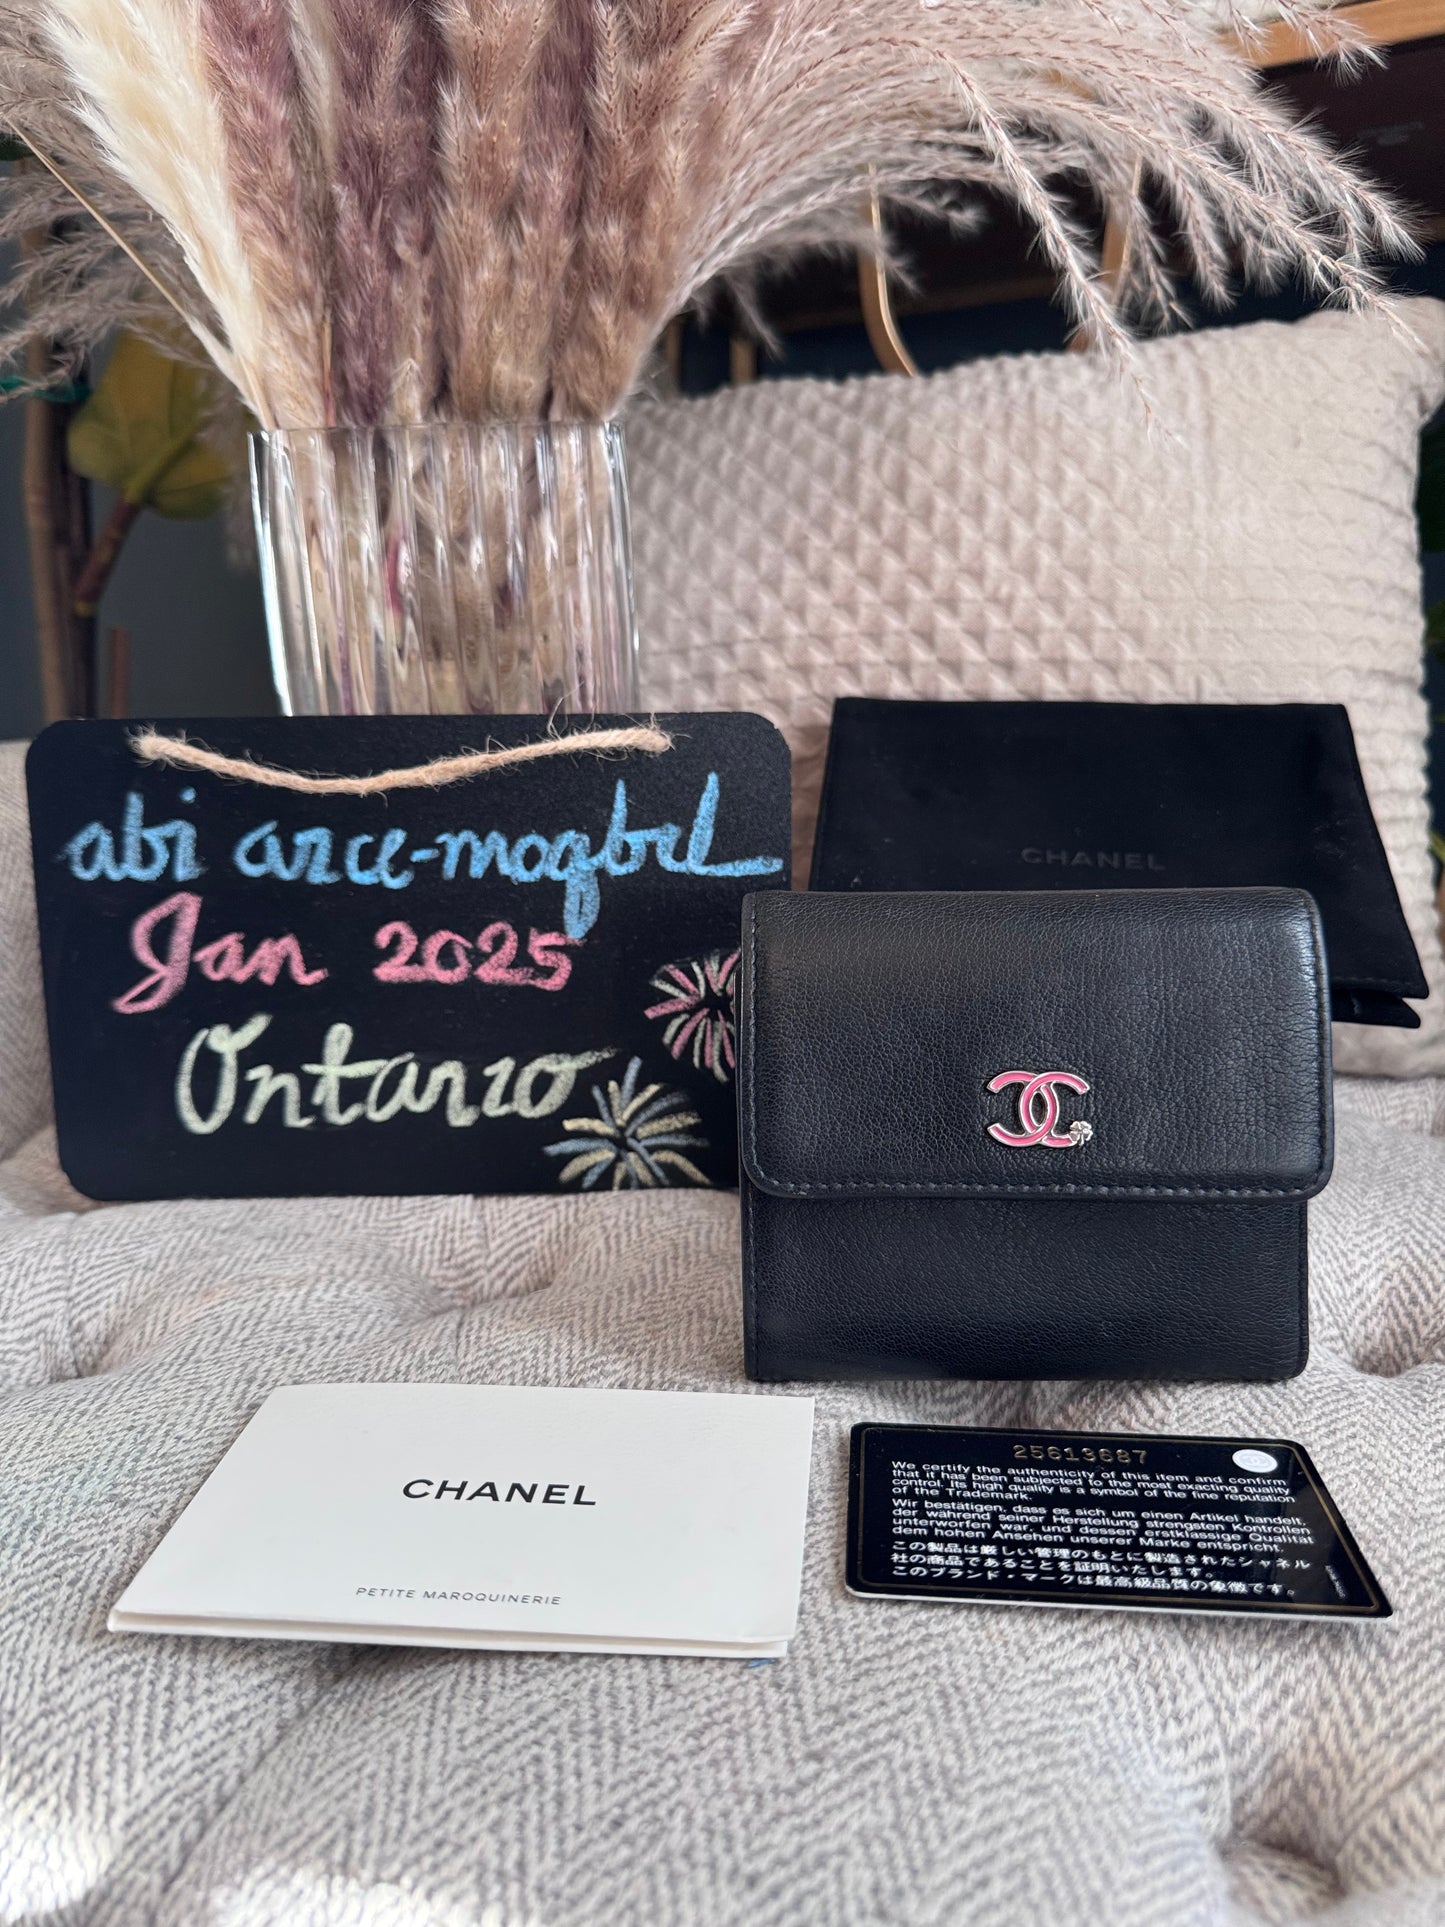 abi arce-moqbel
Jan 2025
Ontario
CHANEL
CHANEL
PETITE MAROQUINERIE
25613687
We certify the authenticity of this item and confirm
that it has been subjected to the most exacting quality
control. Its high quality is a symbol of the fine reputation
of the Trademark.
Wir bestätigen, dass es sich um einen Artikel handelt,
der während seiner Herstellung strengsten Kontrollen
unterworfen war, und dessen erstklassige Qualität
dem hohen Ansehen unserer Marke entspricht.
この製品は厳しい管理のもとに製造されたシャネル
社の商品であることを証明いたします。
このブランド・マークは最高級品質の象徴です。